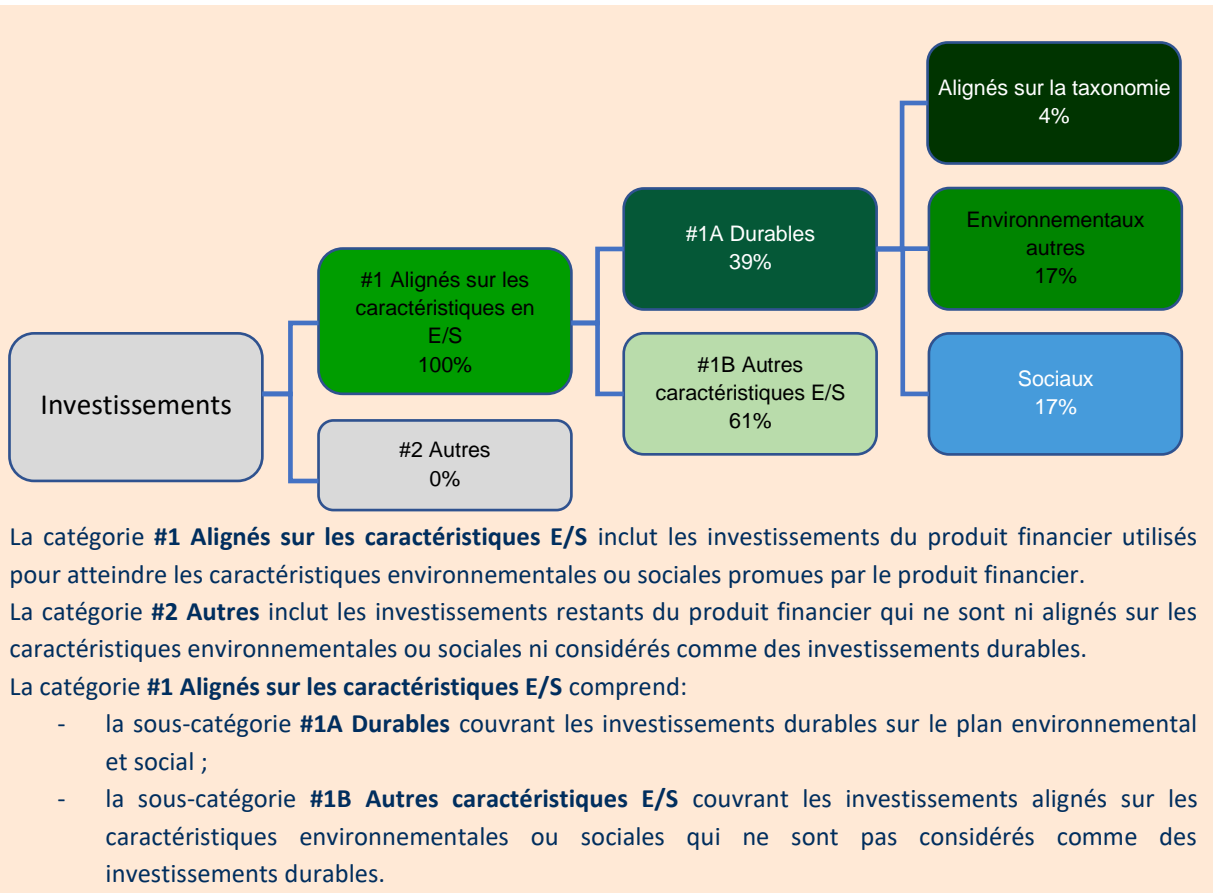 Alignés sur la taxonomie
4%
#1A Durables
39%
Environnementaux
autres
17%
#1 Alignés sur les
caractéristiques en
E/S
100%
Investissements
#1B Autres
caractéristiques E/S
61%
Sociaux
17%
#2 Autres
0%
La catégorie #1 Alignés sur les caractéristiques E/S inclut les investissements du produit financier utilisés
pour atteindre les caractéristiques environnementales ou sociales promues par le produit financier.
La catégorie #2 Autres inclut les investissements restants du produit financier qui ne sont ni alignés sur les
caractéristiques environnementales ou sociales ni considérés comme des investissements durables.
La catégorie #1 Alignés sur les caractéristiques E/S comprend:
- la sous-catégorie #1A Durables couvrant les investissements durables sur le plan environnemental
et social ;
- la sous-catégorie #1B Autres caractéristiques E/S couvrant les investissements alignés sur les
caractéristiques environnementales ou sociales qui ne sont pas considérés comme des
investissements durables.